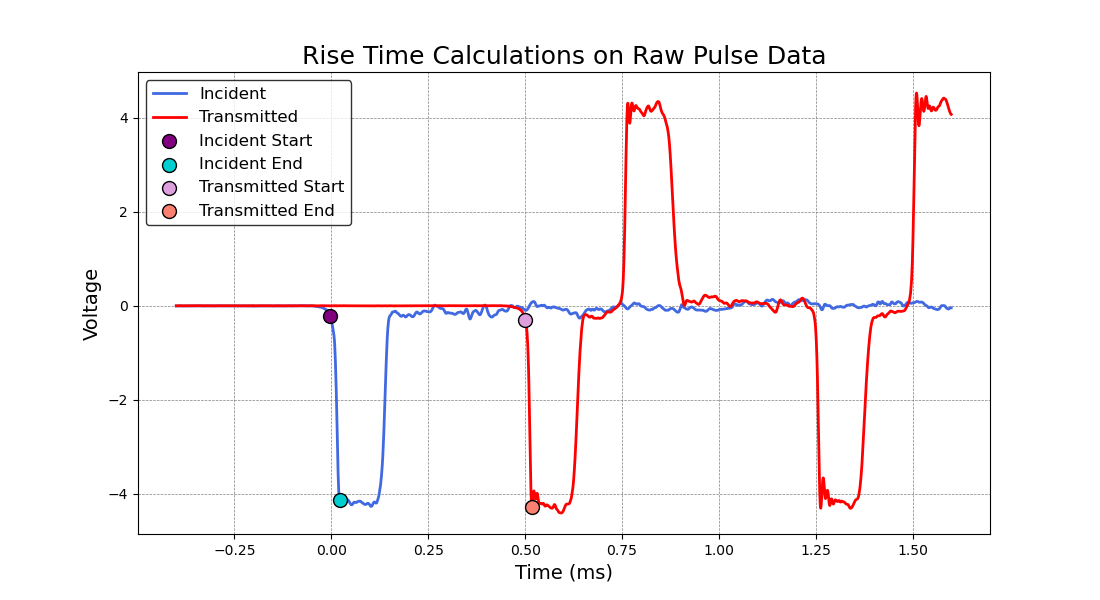 Rise Time Calculations on Raw Pulse Data
Incident
Transmitted
Incident Start
Incident End
Transmitted Start
Transmitted End
Voltage
4
2
0
−2
−4
−0.25
0.00
0.25
0.50
0.75
1.00
1.25
1.50
Time (ms)